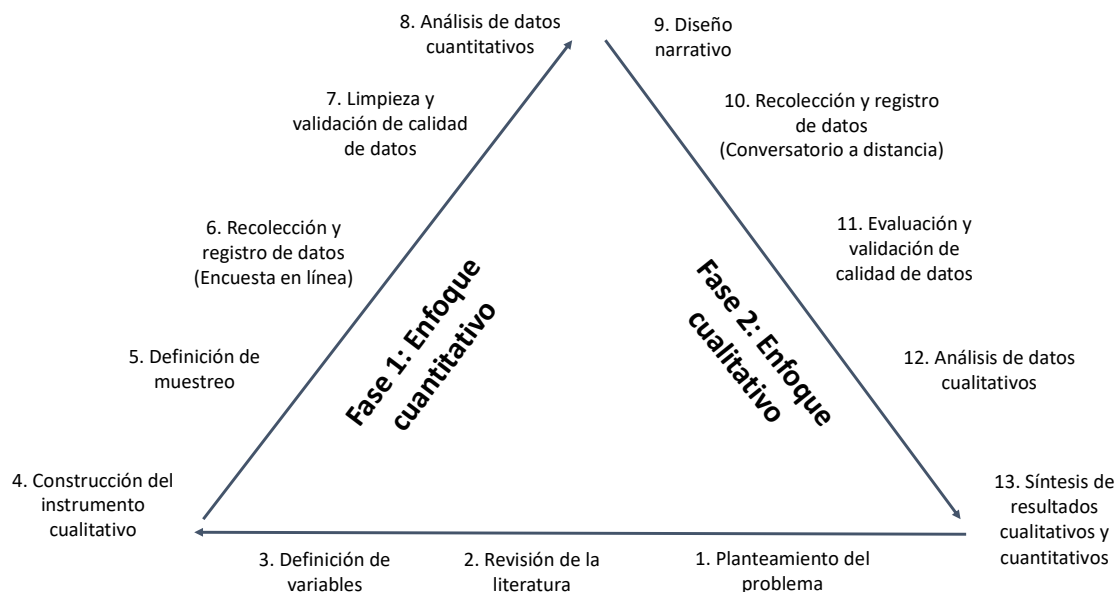 8. Análisis de datos
cuantitativos
9. Diseño
narrativo
7. Limpieza y
validación de calidad
de datos
10. Recolección y registro
de datos
(Conversatorio a distancia)
6. Recolección y
registro de datos
(Encuesta en línea)
11. Evaluación y
validación de
calidad de datos
Fase 1: Enfoque
cuantitativo
Fase 2: Enfoque
cualitativo
5. Definición de
muestreo
12. Análisis de datos
cualitativos
4. Construcción del
instrumento
cualitativo
13. Síntesis de
resultados
cualitativos y
cuantitativos
3. Definición de
variables
2. Revisión de la
literatura
1. Planteamiento del
problema